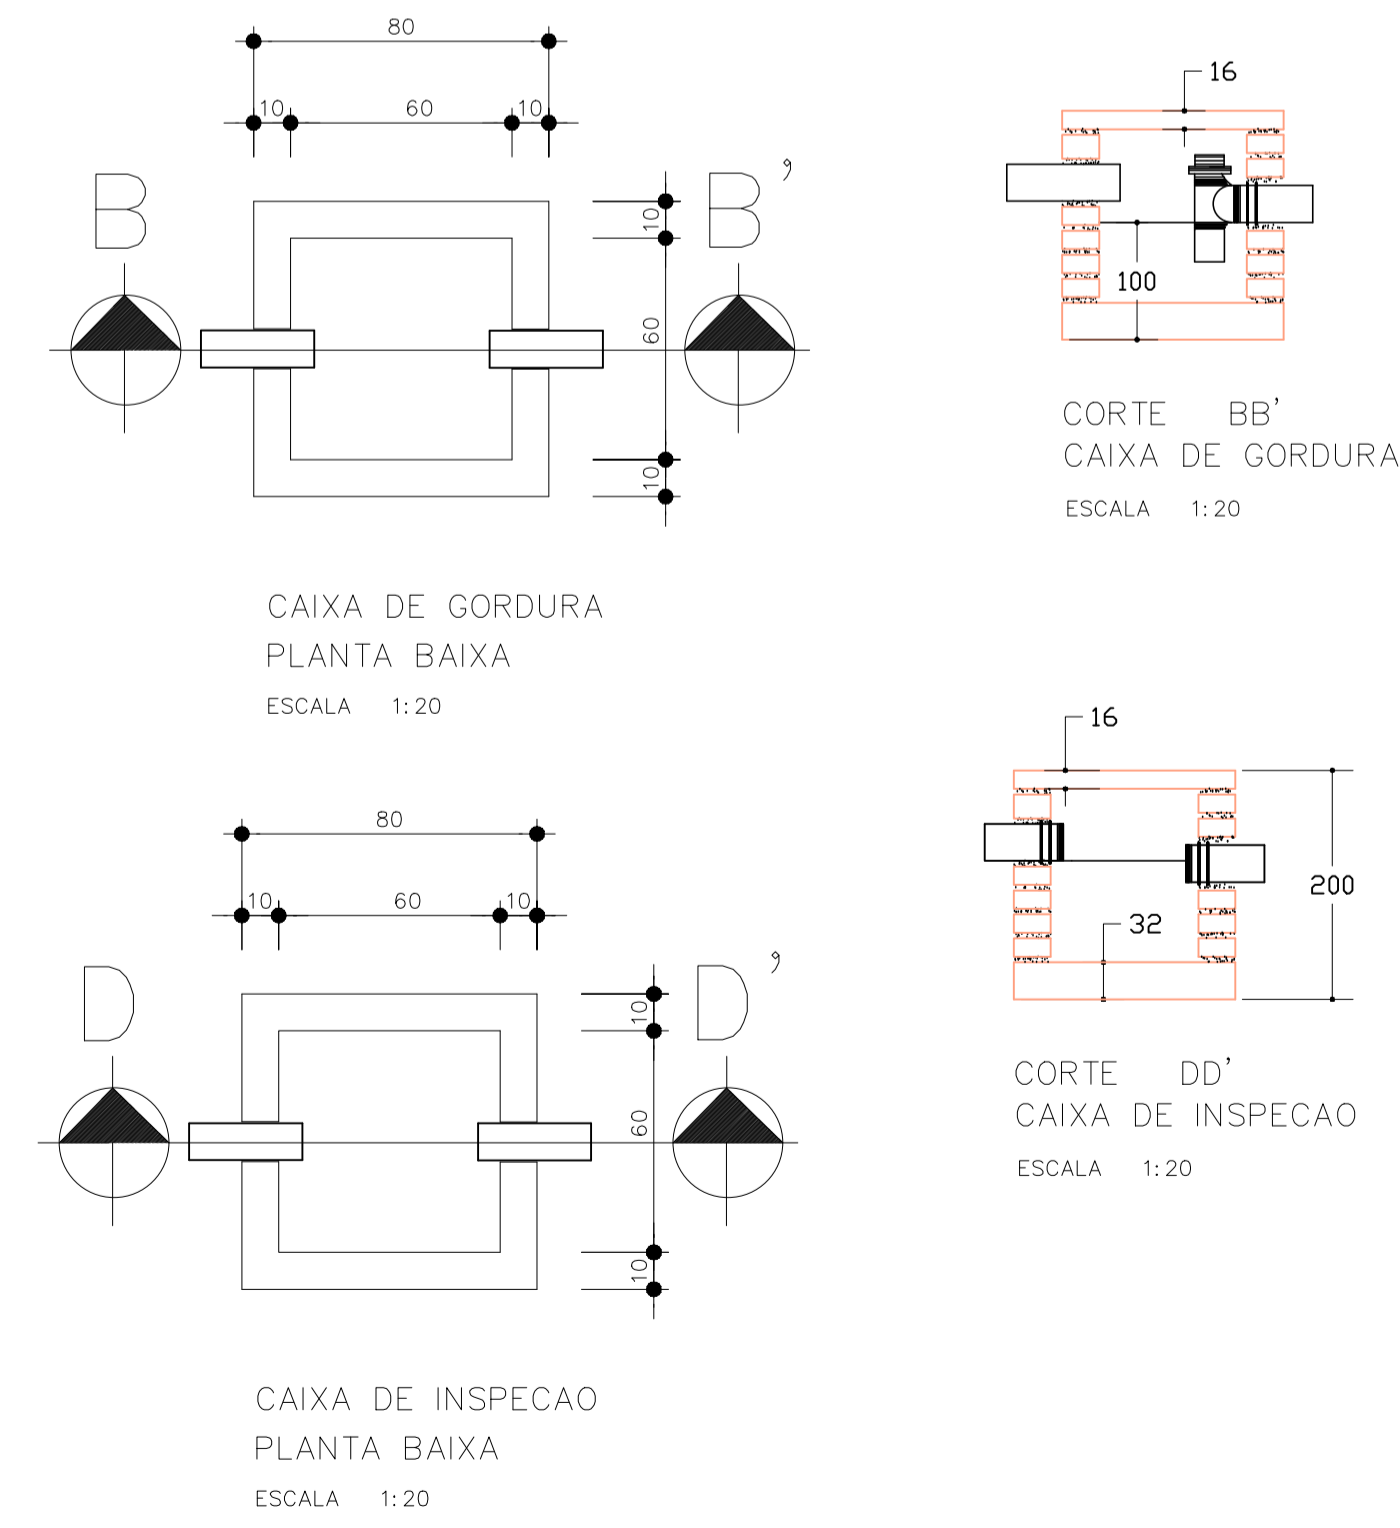 80
10 60 10
B B'
10
60
10
CAIXA DE GORDURA
PLANTA BAIXA
ESCALA 1:20
16
100
CORTE BB'
CAIXA DE GORDURA
ESCALA 1:20
80
10 60 10
D D'
10
60
10
CAIXA DE INSPECAO
PLANTA BAIXA
ESCALA 1:20
16
200
32
CORTE DD'
CAIXA DE INSPECAO
ESCALA 1:20